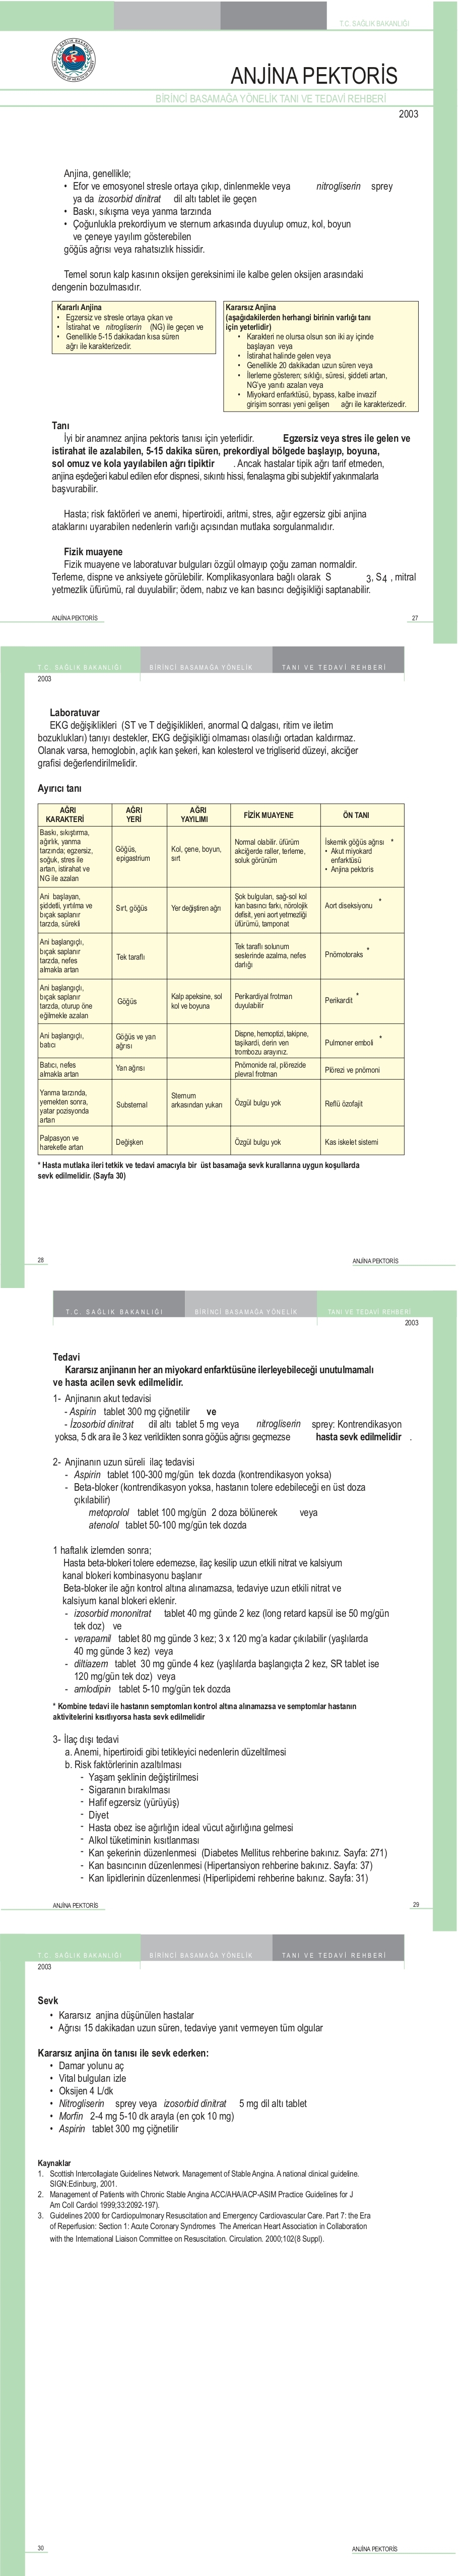 T.C. SAĞLIK BAKANLIĞI
ANJİNA PEKTORİS
BİRİNCİ BASAMAĞA YÖNELİK TANI VE TEDAVİ REHBERİ
2003
Anjina, genellikle;
• Efor ve emosyonel stresle ortaya çıkıp, dinlenmekle veya nitrogliserin sprey
ya da izosorbid dinitrat dil altı tablet ile geçen
• Baskı, sıkışma veya yanma tarzında
• Çoğunlukla prekordiyum ve sternum arkasında duyulup omuz, kol, boyun
ve çeneye yayılım gösterebilen
göğüs ağrısı veya rahatsızlık hissidir.
Temel sorun kalp kasının oksijen gereksinimi ile kalbe gelen oksijen arasındaki
dengenin bozulmasıdır.
Kararlı Anjina
• Egzersiz ve stresle ortaya çıkan ve
• İstirahat ve nitrogliserin (NG) ile geçen ve
• Genellikle 5-15 dakikadan kısa süren
ağrı ile karakterizedir.
Kararsız Anjina
(aşağıdakilerden herhangi birinin varlığı tanı
için yeterlidir)
• Karakteri ne olursa olsun son iki ay içinde
başlayan veya
• İstirahat halinde gelen veya
• Genellikle 20 dakikadan uzun süren veya
• İlerleme gösteren; sıklığı, süresi, şiddeti artan,
NG'ye yanıtı azalan veya
• Miyokard enfarktüsü, bypass, kalbe invazif
girişim sonrası yeni gelişen ağrı ile karakterizedir.
Tanı
İyi bir anamnez anjina pektoris tanısı için yeterlidir. Egzersiz veya stres ile gelen ve
istirahat ile azalabilen, 5-15 dakika süren, prekordiyal bölgede başlayıp, boyuna,
sol omuz ve kola yayılabilen ağrı tipiktir . Ancak hastalar tipik ağrı tarif etmeden,
anjina eşdeğeri kabul edilen efor dispnesi, sıkıntı hissi, fenalaşma gibi subjektif yakınmalarla
başvurabilir.
Hasta; risk faktörleri ve anemi, hipertiroidi, aritmi, stres, ağır egzersiz gibi anjina
ataklarını uyarabilen nedenlerin varlığı açısından mutlaka sorgulanmalıdır.
Fizik muayene
Fizik muayene ve laboratuvar bulguları özgül olmayıp çoğu zaman normaldir.
Terleme, dispne ve anksiyete görülebilir. Komplikasyonlara bağlı olarak S3, S4 , mitral
yetmezlik üfürümü, ral duyulabilir; ödem, nabız ve kan basıncı değişikliği saptanabilir.
ANJİNA PEKTORİS
27
T.C. SAĞLIK BAKANLIĞI BİRİNCİ BASAMAĞA YÖNELİK TANI VE TEDAVİ REHBERİ
2003
Laboratuvar
EKG değişiklikleri (ST ve T değişiklikleri, anormal Q dalgası, ritim ve iletim
bozuklukları) tanıyı destekler, EKG değişikliği olmaması olasılığı ortadan kaldırmaz.
Olanak varsa, hemoglobin, açlık kan şekeri, kan kolesterol ve trigliserid düzeyi, akciğer
grafisi değerlendirilmelidir.
Ayırıcı tanı
AĞRI
KARAKTERİ
AĞRI
YERİ
AĞRI
YAYILIMI
FİZİK MUAYENE
ÖN TANI
Baskı, sıkıştırma,
ağırlık, yanma
tarzında; egzersiz,
soğuk, stres ile
artan, istirahat ve
NG ile azalan
Göğüs,
epigastrium
Kol, çene, boyun,
sırt
Normal olabilir. üfürüm
akciğerde raller, terleme,
soluk görünüm
İskemik göğüs ağrısı *
• Akut miyokard
enfarktüsü
• Anjina pektoris
Ani başlayan,
şiddetli, yırtılma ve
bıçak saplanır
tarzda, sürekli
Sırt, göğüs
Yer değiştiren ağrı
Şok bulguları, sağ-sol kol
kan basıncı farkı, nörolojik
defisit, yeni aort yetmezliği
üfürümü, tamponat
Aort diseksiyonu *
Ani başlangıçlı,
bıçak saplanır
tarzda, nefes
almakla artan
Tek taraflı
Tek taraflı solunum
seslerinde azalma, nefes
darlığı
Pnömotoraks *
Ani başlangıçlı,
bıçak saplanır
tarzda, oturup öne
eğilmekle azalan
Göğüs
Kalp apeksine, sol
kol ve boyuna
Perikardiyal frotman
duyulabilir
Perikardit *
Ani başlangıçlı,
batıcı
Göğüs ve yan
ağrısı
Dispne, hemoptizi, takipne,
taşikardi, derin ven
trombozu arayınız.
Pulmoner emboli *
Batıcı, nefes
almakla artan
Yan ağrısı
Pnömonide ral, plörezide
plevral frotman
Plörezi ve pnömoni
Yanma tarzında,
yemekten sonra,
yatar pozisyonda
artan
Substernal
Sternum
arkasından yukarı
Özgül bulgu yok
Reflü özofajit
Palpasyon ve
hareketle artan
Değişken
Özgül bulgu yok
Kas iskelet sistemi
* Hasta mutlaka ileri tetkik ve tedavi amacıyla bir üst basamağa sevk kurallarına uygun koşullarda
sevk edilmelidir. (Sayfa 30)
28
ANJİNA PEKTORİS
T.C. SAĞLIK BAKANLIĞI BİRİNCİ BASAMAĞA YÖNELİK TANI VE TEDAVİ REHBERİ
2003
Tedavi
Kararsız anjinanın her an miyokard enfarktüsüne ilerleyebileceği unutulmamalı
ve hasta acilen sevk edilmelidir.
1- Anjinanın akut tedavisi
- Aspirin tablet 300 mg çiğnetilir ve
- İzosorbid dinitrat dil altı tablet 5 mg veya nitrogliserin sprey: Kontrendikasyon
yoksa, 5 dk ara ile 3 kez verildikten sonra göğüs ağrısı geçmezse hasta sevk edilmelidir .
2- Anjinanın uzun süreli ilaç tedavisi
- Aspirin tablet 100-300 mg/gün tek dozda (kontrendikasyon yoksa)
- Beta-bloker (kontrendikasyon yoksa, hastanın tolere edebileceği en üst doza
çıkılabilir)
metoprolol tablet 100 mg/gün 2 doza bölünerek veya
atenolol tablet 50-100 mg/gün tek dozda
1 haftalık izlemden sonra;
Hasta beta-blokeri tolere edemezse, ilaç kesilip uzun etkili nitrat ve kalsiyum
kanal blokeri kombinasyonu başlanır
Beta-bloker ile ağrı kontrol altına alınamazsa, tedaviye uzun etkili nitrat ve
kalsiyum kanal blokeri eklenir.
- izosorbid mononitrat tablet 40 mg günde 2 kez (long retard kapsül ise 50 mg/gün
tek doz) ve
- verapamil tablet 80 mg günde 3 kez; 3 x 120 mg'a kadar çıkılabilir (yaşlılarda
40 mg günde 3 kez) veya
- diltiazem tablet 30 mg günde 4 kez (yaşlılarda başlangıçta 2 kez, SR tablet ise
120 mg/gün tek doz) veya
- amlodipin tablet 5-10 mg/gün tek dozda
* Kombine tedavi ile hastanın semptomları kontrol altına alınamazsa ve semptomlar hastanın
aktivitelerini kısıtlıyorsa hasta sevk edilmelidir
3- İlaç dışı tedavi
a. Anemi, hipertiroidi gibi tetikleyici nedenlerin düzeltilmesi
b. Risk faktörlerinin azaltılması
- Yaşam şeklinin değiştirilmesi
- Sigaranın bırakılması
- Hafif egzersiz (yürüyüş)
- Diyet
- Hasta obez ise ağırlığın ideal vücut ağırlığına gelmesi
- Alkol tüketiminin kısıtlanması
- Kan şekerinin düzenlenmesi (Diabetes Mellitus rehberine bakınız. Sayfa: 271)
- Kan basıncının düzenlenmesi (Hipertansiyon rehberine bakınız. Sayfa: 37)
- Kan lipidlerinin düzenlenmesi (Hiperlipidemi rehberine bakınız. Sayfa: 31)
ANJİNA PEKTORİS
29
T.C. SAĞLIK BAKANLIĞI BİRİNCİ BASAMAĞA YÖNELİK TANI VE TEDAVİ REHBERİ
2003
Sevk
• Kararsız anjina düşünülen hastalar
• Ağrısı 15 dakikadan uzun süren, tedaviye yanıt vermeyen tüm olgular
Kararsız anjina ön tanısı ile sevk ederken:
• Damar yolunu aç
• Vital bulguları izle
• Oksijen 4 L/dk
• Nitrogliserin sprey veya izosorbid dinitrat 5 mg dil altı tablet
• Morfin 2-4 mg 5-10 dk arayla (en çok 10 mg)
• Aspirin tablet 300 mg çiğnetilir
Kaynaklar
1. Scottish Intercollagiate Guidelines Network. Management of Stable Angina. A national clinical guideline.
SIGN:Edinburg, 2001.
2. Management of Patients with Chronic Stable Angina ACC/AHA/ACP-ASIM Practice Guidelines for J
Am Coll Cardiol 1999;33:2092-197).
3. Guidelines 2000 for Cardiopulmonary Resuscitation and Emergency Cardiovascular Care. Part 7: the Era
of Reperfusion: Section 1: Acute Coronary Syndromes The American Heart Association in Collaboration
with the International Liaison Committee on Resuscitation. Circulation. 2000;102(8 Suppl).
30
ANJİNA PEKTORİS